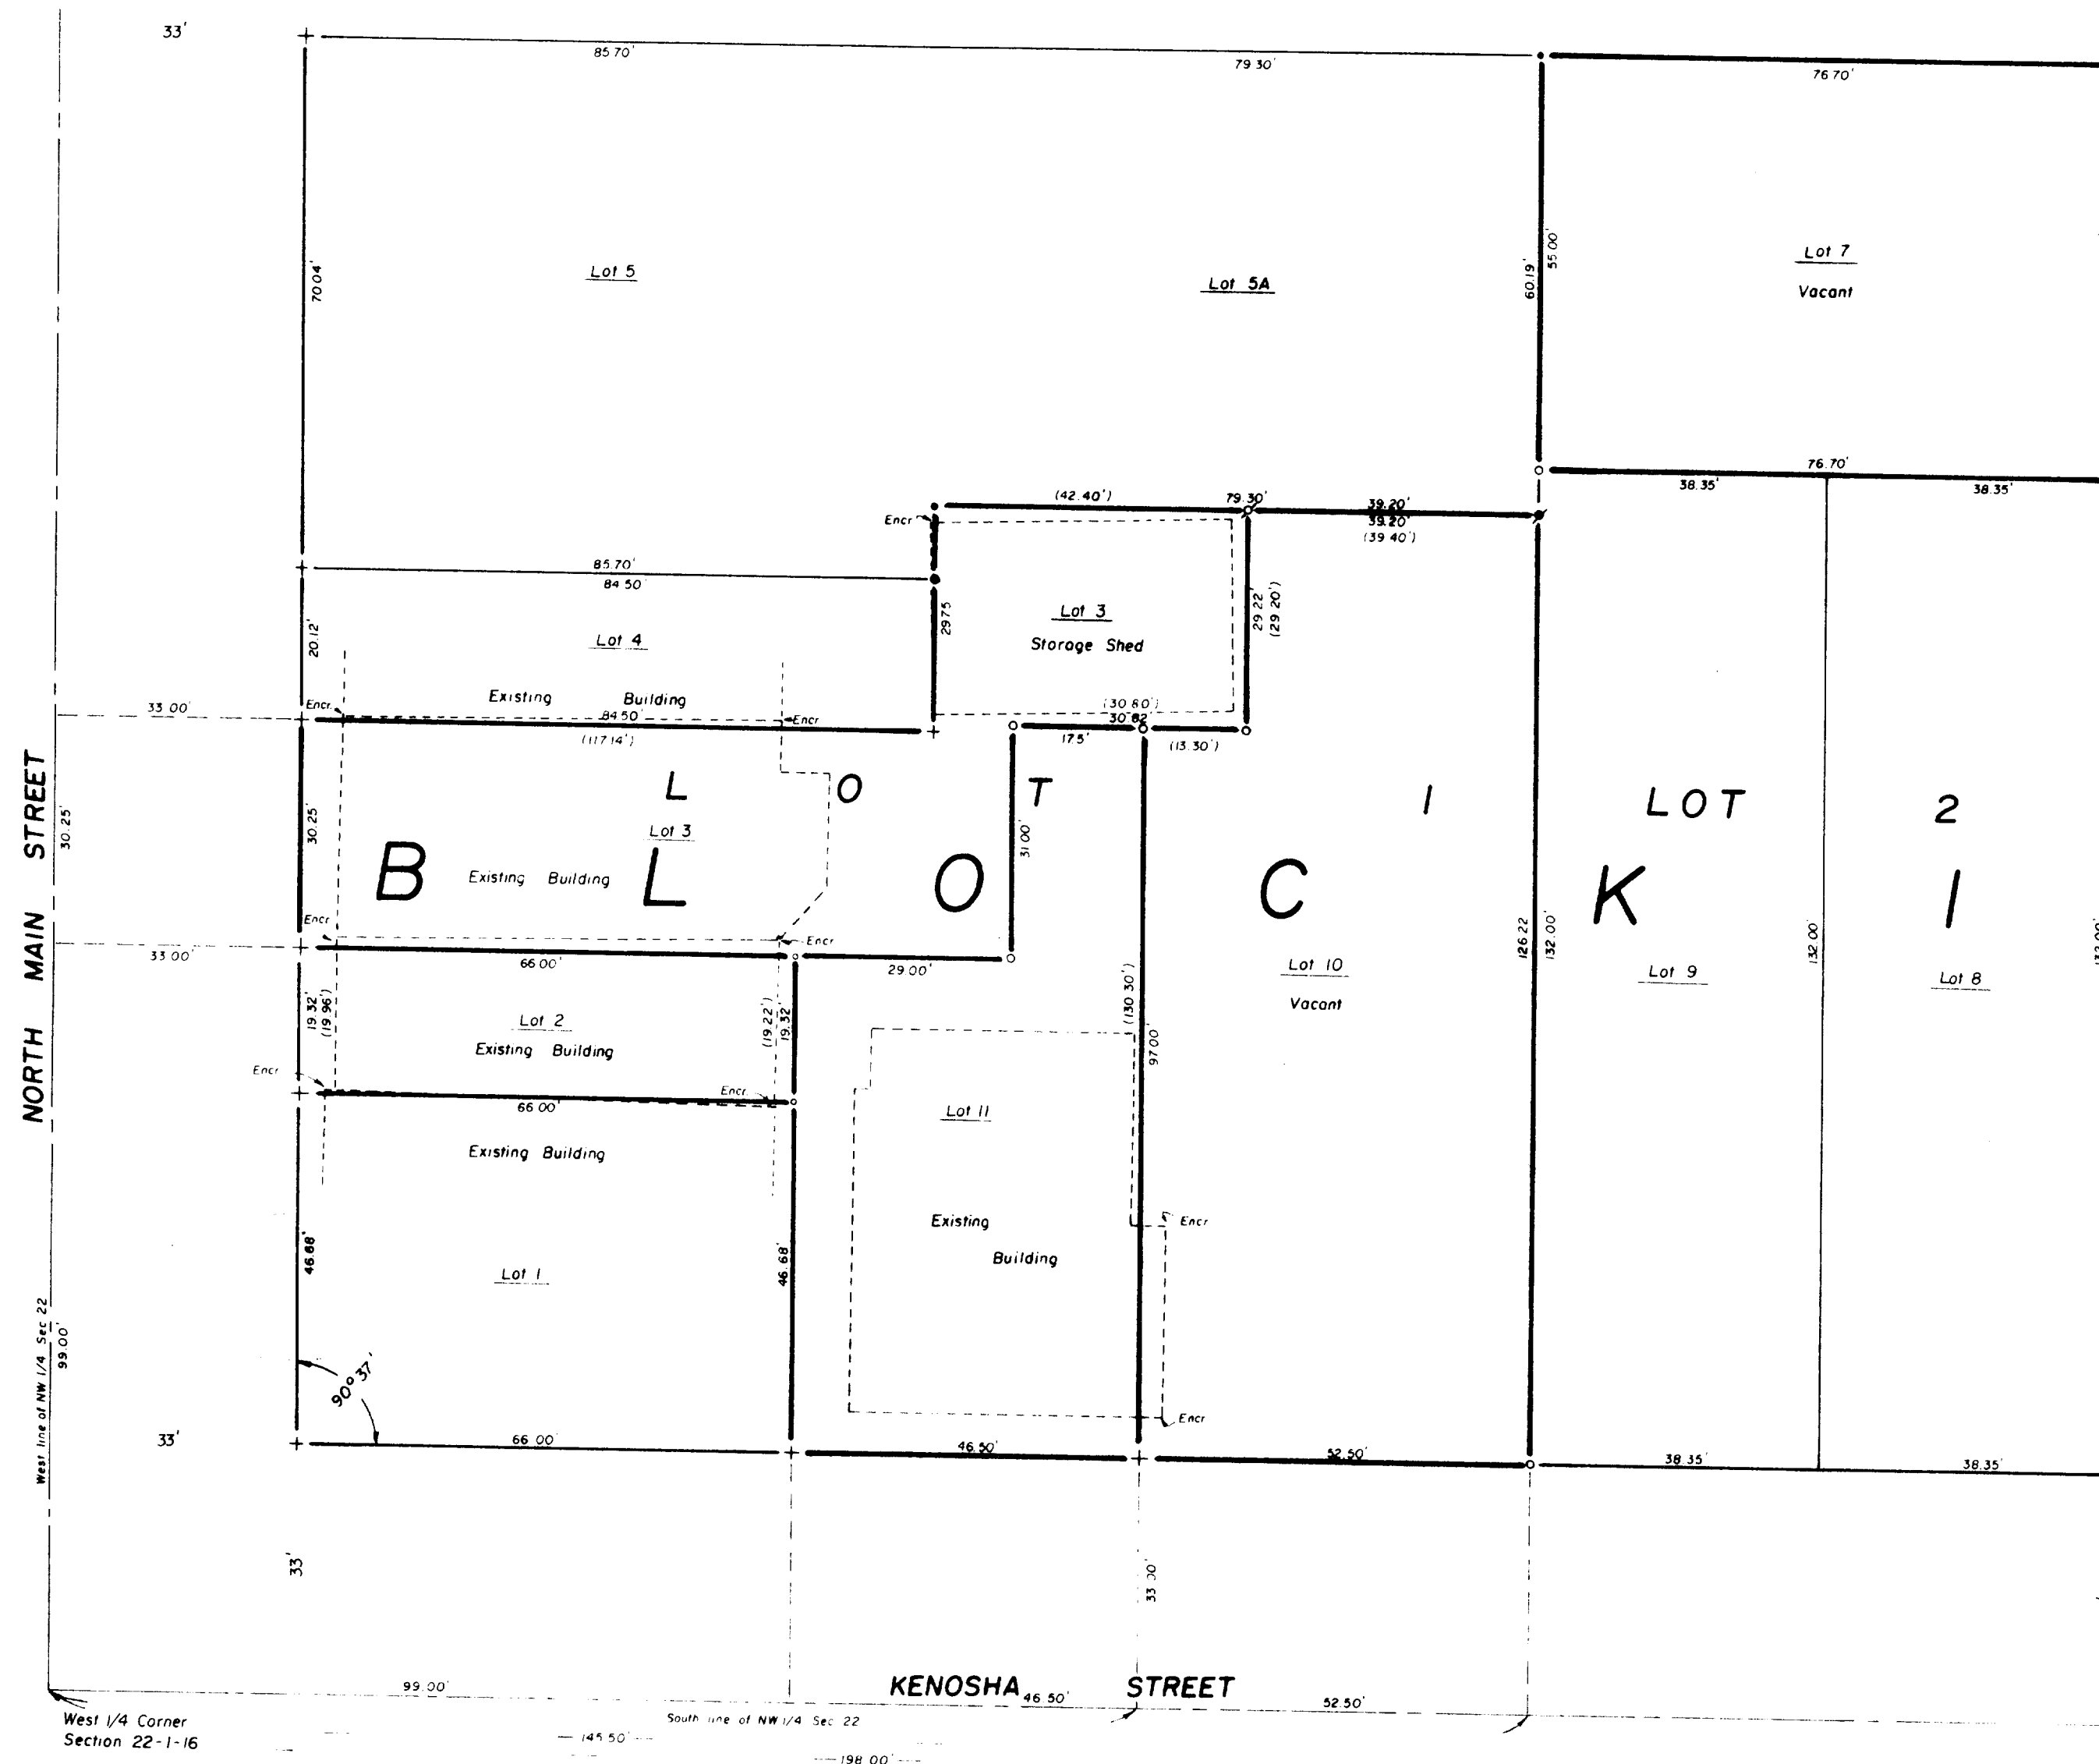 33'
85.70'
79 30'
76.70'
70.04'
Lot 5
Lot 5A
60.19'
55 00'
Lot 7
Vacant
76.70'
38.35'
38.35'
(42.40')
79.30'
39.20'
39.20'
(39 40')
Encr
85.70'
84 50'
20.12'
Lot 4
29.75
Lot 3
Storage Shed
29 22'
(29 20')
Existing Building
Encr.
33 00'
84 50'
Encr
(117.14')
(30 80')
30.82'
17.5'
(13.30')
L O T 1
LOT 2
NORTH MAIN STREET
30.25'
30.25'
Lot 3
31.00'
B L O C K 1
Existing Building
Encr
Encr
33 00'
66.00'
29.00'
126.22
132.00'
132.00'
Lot 10
Vacant
Lot 9
Lot 8
19.32'
(19.96')
(19.22')
19.32'
Lot 2
Existing Building
(130 30')
97.00'
Encr
Encr.
66 00'
Lot 11
Existing Building
Existing
Building
Encr
46.68'
46.68'
Lot 1
90° 37'
West line of NW 1/4 Sec 22
99.00'
Encr
33'
66 00'
46.50'
52.50'
38.35'
38.35'
33'
33 00'
99.00'
KENOSHA STREET
46 50'
52.50'
West 1/4 Corner
Section 22-1-16
South line of NW 1/4 Sec 22
145 50'
198 00'